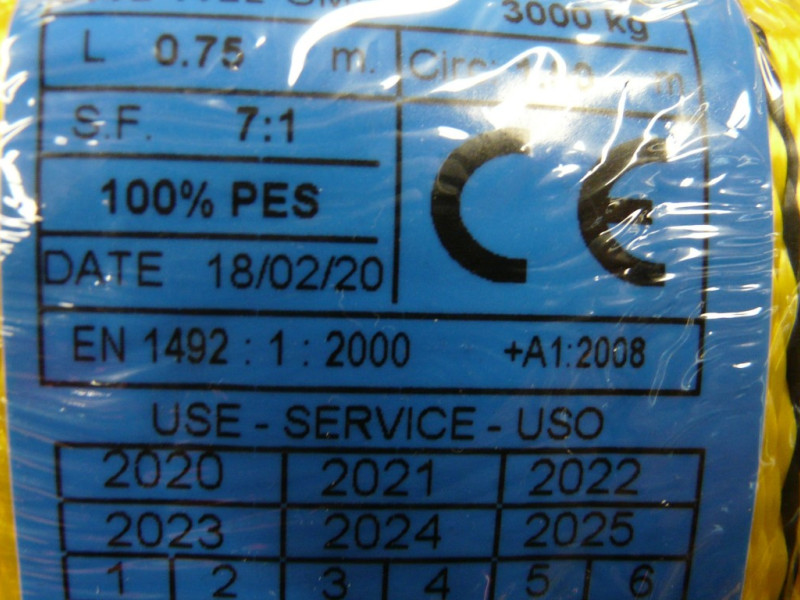 3000 kg
L 0.75 m. Circ: m
S.F. 7:1
CE
100% PES
DATE 18/02/20
EN 1492 : 1 : 2000 +A1:2008
USE - SERVICE - USO
2020 2021 2022
2023 2024 2025
1 2 3 4 5 6